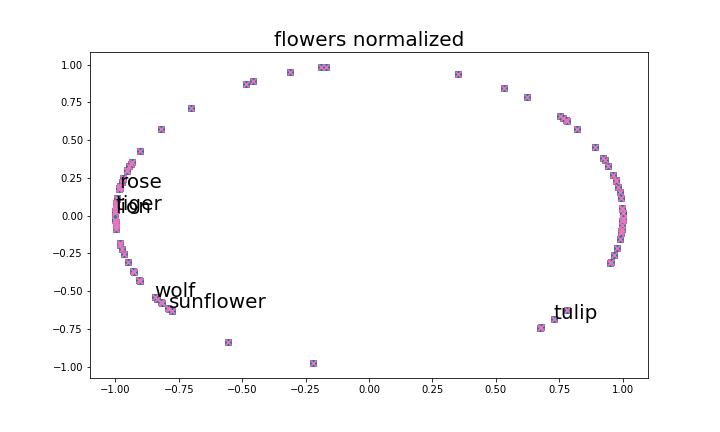 flowers normalized
1.00
0.75
0.50
0.25
0.00
−0.25
−0.50
−0.75
−1.00
rose
tiger
lion
wolf
sunflower
tulip
−1.00 −0.75 −0.50 −0.25 0.00 0.25 0.50 0.75 1.00